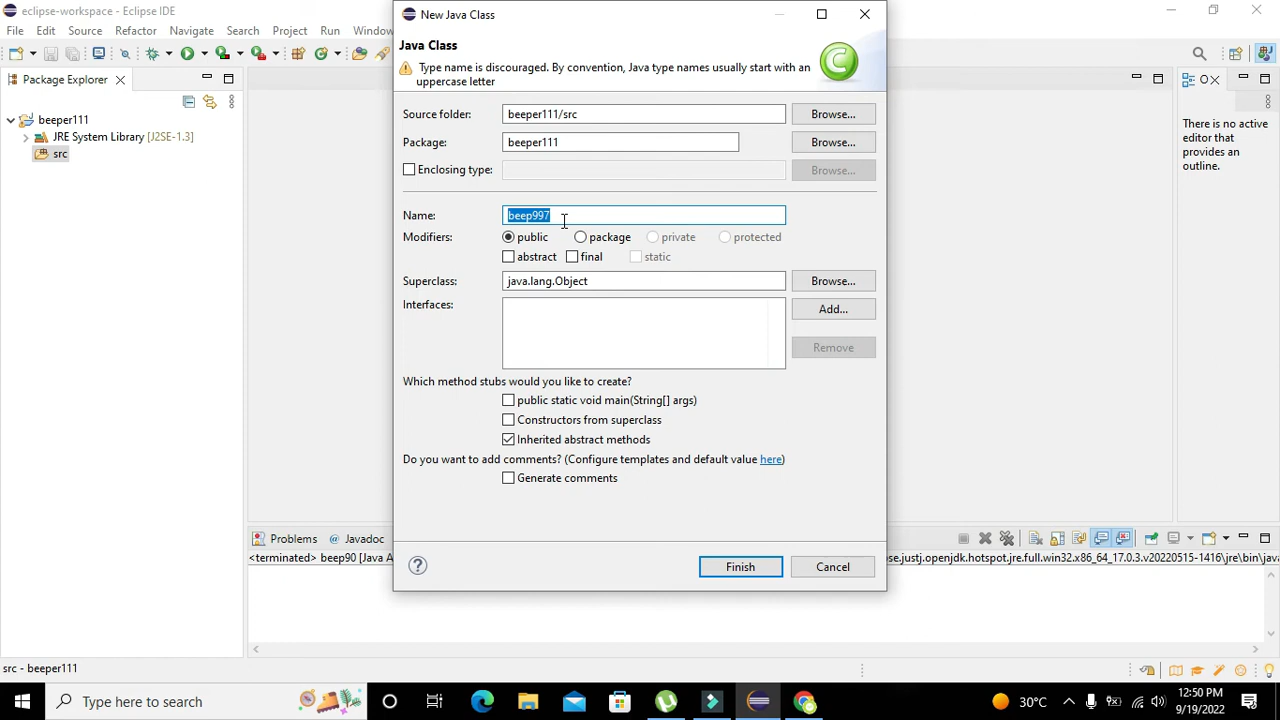 eclipse-workspace - Eclipse IDE
File Edit Source Refactor Navigate Search Project Run Window
Package Explorer
beeper111
JRE System Library [J2SE-1.3]
src
New Java Class
Java Class
Type name is discouraged. By convention, Java type names usually start with an
uppercase letter
Source folder: beeper111/src Browse...
Package: beeper111 Browse...
Enclosing type: Browse...
Name: beep997
Modifiers: public package private protected
abstract final static
Superclass: java.lang.Object Browse...
Interfaces: Add...
Remove
Which method stubs would you like to create?
public static void main(String[] args)
Constructors from superclass
Inherited abstract methods
Do you want to add comments? (Configure templates and default value here)
Generate comments
Finish Cancel
There is no active
editor that
provides an
outline.
Problems @ Javadoc
<terminated> beep90 [Java A
se.justj.openjdk.hotspot.jre.full.win32.x86_64_17.0.3.v20220515-1416\jre\bin\java
src - beeper111
Type here to search
30°C
12:50 PM
9/19/2022